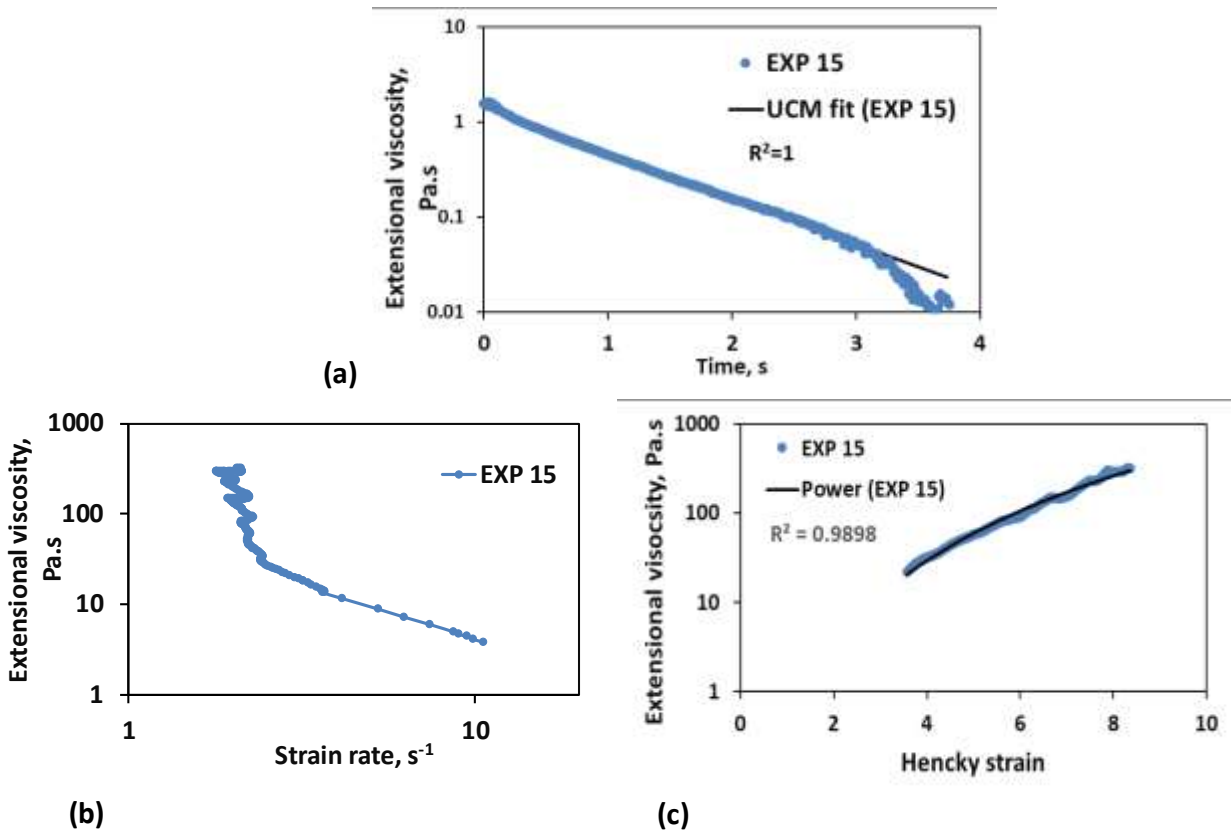 10
1
0.1
0.01
Extensional viscosity,
Pa.s
EXP 15
UCM fit (EXP 15)
R²=1
0
1
2
3
4
Time, s
(a)
1000
100
10
1
Extensional viscosity,
Pa.s
EXP 15
1
10
Strain rate, s⁻¹
(b)
1000
100
10
1
Extensional visocsity, Pa.s
EXP 15
Power (EXP 15)
R² = 0.9898
0
2
4
6
8
10
Hencky strain
(c)